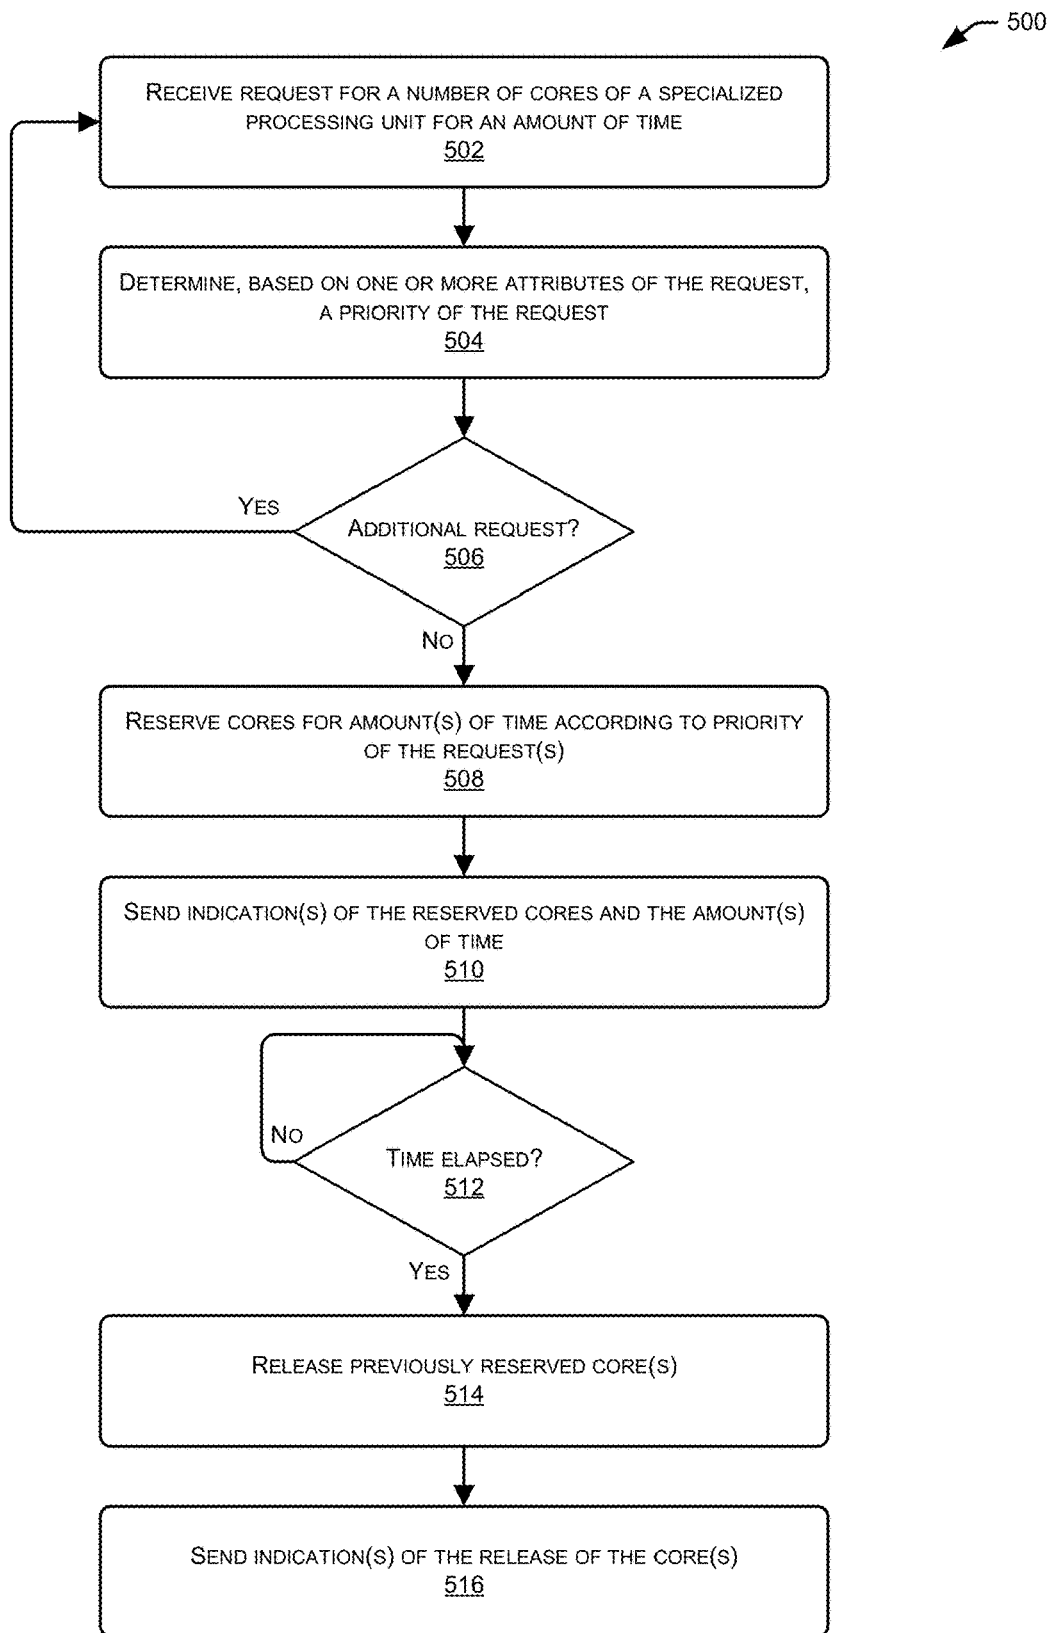 500
RECEIVE REQUEST FOR A NUMBER OF CORES OF A SPECIALIZED
PROCESSING UNIT FOR AN AMOUNT OF TIME
502
DETERMINE, BASED ON ONE OR MORE ATTRIBUTES OF THE REQUEST,
A PRIORITY OF THE REQUEST
504
YES
ADDITIONAL REQUEST?
506
NO
RESERVE CORES FOR AMOUNT(S) OF TIME ACCORDING TO PRIORITY
OF THE REQUEST(S)
508
SEND INDICATION(S) OF THE RESERVED CORES AND THE AMOUNT(S)
OF TIME
510
NO
TIME ELAPSED?
512
YES
RELEASE PREVIOUSLY RESERVED CORE(S)
514
SEND INDICATION(S) OF THE RELEASE OF THE CORE(S)
516